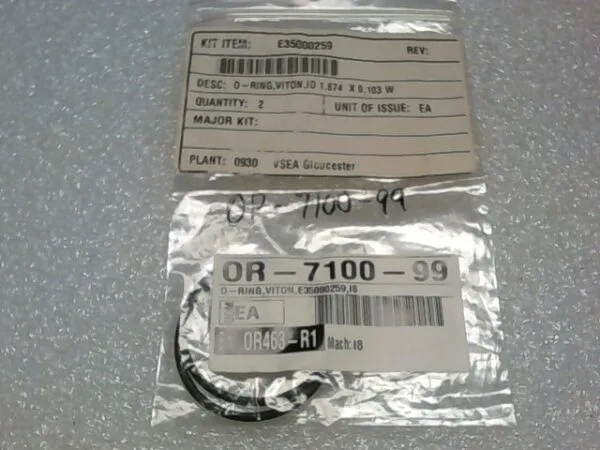 KIT ITEM: E35000259 REV:
DESC: O-RING,VITON,ID 1.674 X 0.103 W
QUANTITY: 2 UNIT OF ISSUE: EA
MAJOR KIT:
PLANT: 0930 VSEA Gloucester
OR-7100-99
OR-7100-99
O-RING,VITON,E35000259,I8
EA
OR463-R1 Mach: I8